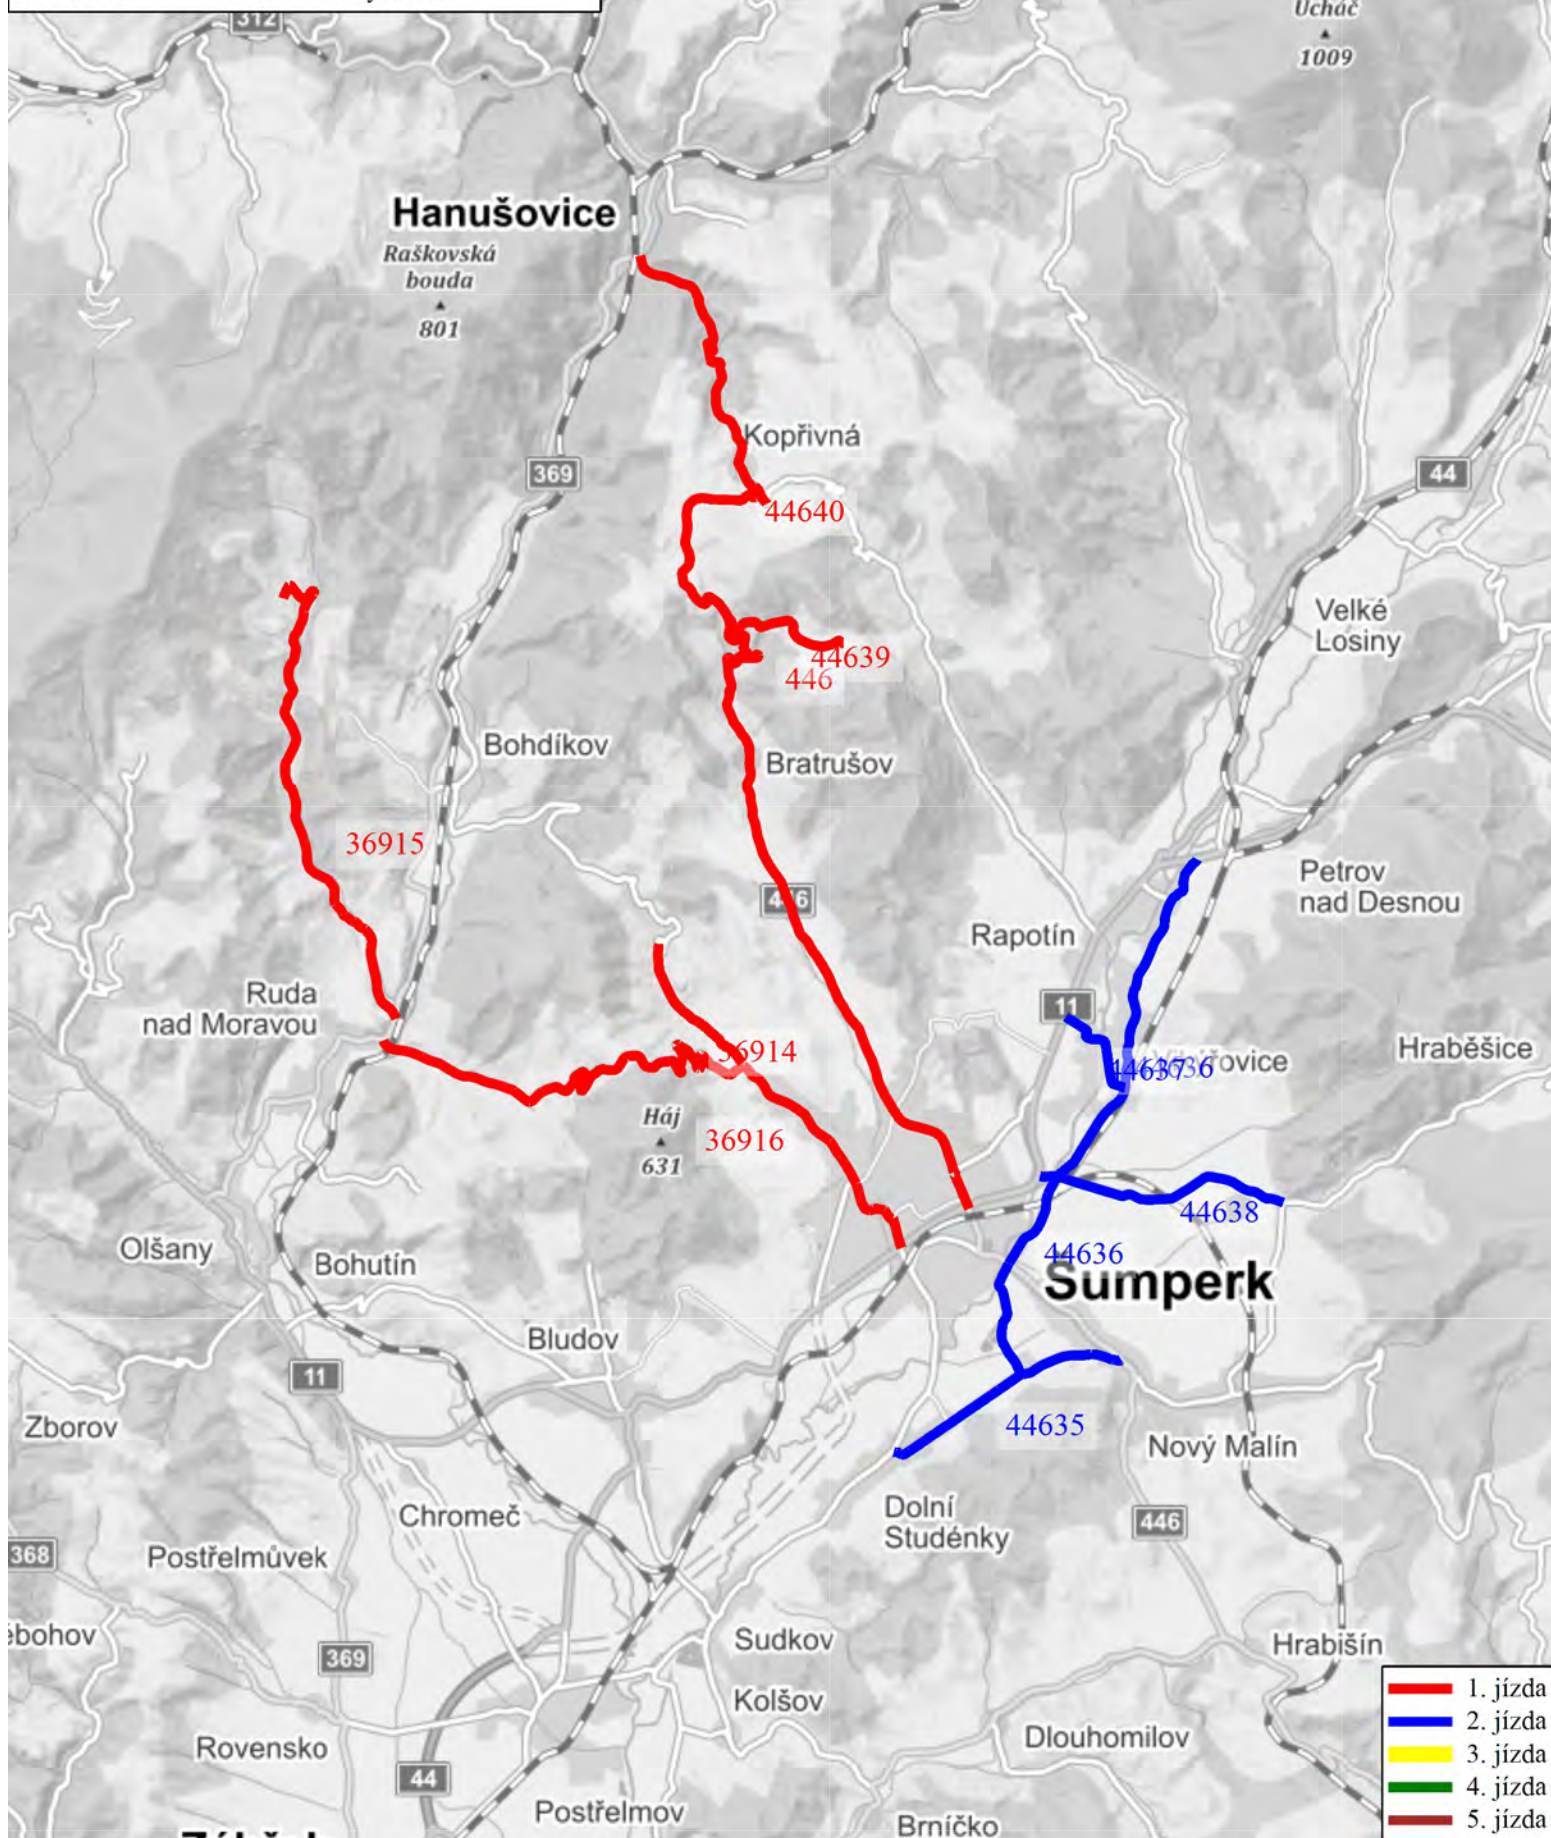 312
Ucháč
1009
Hanušovice
Raškovská
bouda
801
Kopřivná
369
44
44640
Velké
Losiny
44639
446
Bohdíkov
Bratrušov
36915
446
Petrov
nad Desnou
Rapotín
Ruda
nad Moravou
11
36914
Hraběšice
44637
Háj
631
36916
44638
Olšany
Bohutín
44636
Šumperk
Bludov
11
Zborov
44635
Nový Malín
Chromeč
Dolní
Studénky
446
368
Postřelmůvek
Sudkov
Hrabišín
369
Kolšov
Rovensko
Dlouhomilov
44
Postřelmov
Brníčko
1. jízda
2. jízda
3. jízda
4. jízda
5. jízda